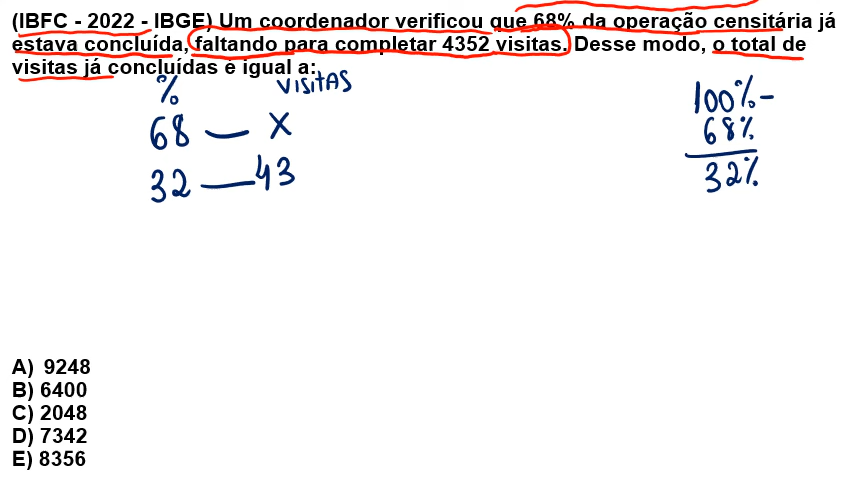 (IBFC - 2022 - IBGE) Um coordenador verificou que 68% da operação censitária já
estava concluída, faltando para completar 4352 visitas. Desse modo, o total de
visitas já concluídas é igual a:
% VISITAS
68 — X
32 — 43
100% -
68%
32%
A) 9248
B) 6400
C) 2048
D) 7342
E) 8356